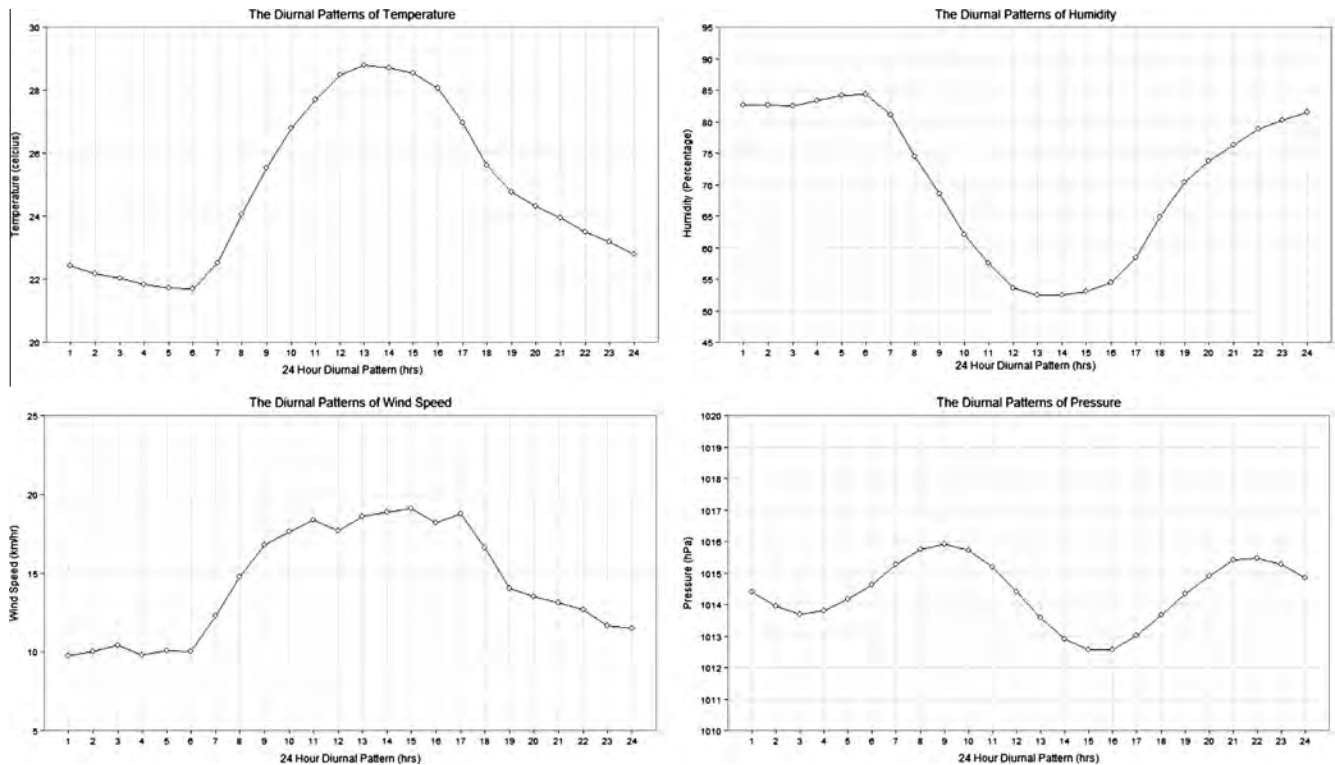 The Diurnal Patterns of Temperature
Temperature (celcius)
30
28
26
24
22
20
1 2 3 4 5 6 7 8 9 10 11 12 13 14 15 16 17 18 19 20 21 22 23 24
24 Hour Diurnal Pattern (hrs)
The Diurnal Patterns of Humidity
Humidity (Percentage)
95
90
85
80
75
70
65
60
55
50
45
1 2 3 4 5 6 7 8 9 10 11 12 13 14 15 16 17 18 19 20 21 22 23 24
24 Hour Diurnal Pattern (hrs)
The Diurnal Patterns of Wind Speed
Wind Speed (km/hr)
25
20
15
10
5
1 2 3 4 5 6 7 8 9 10 11 12 13 14 15 16 17 18 19 20 21 22 23 24
24 Hour Diurnal Pattern (hrs)
The Diurnal Patterns of Pressure
Pressure (hPa)
1020
1019
1018
1017
1016
1015
1014
1013
1012
1011
1010
1 2 3 4 5 6 7 8 9 10 11 12 13 14 15 16 17 18 19 20 21 22 23 24
24 Hour Diurnal Pattern (hrs)